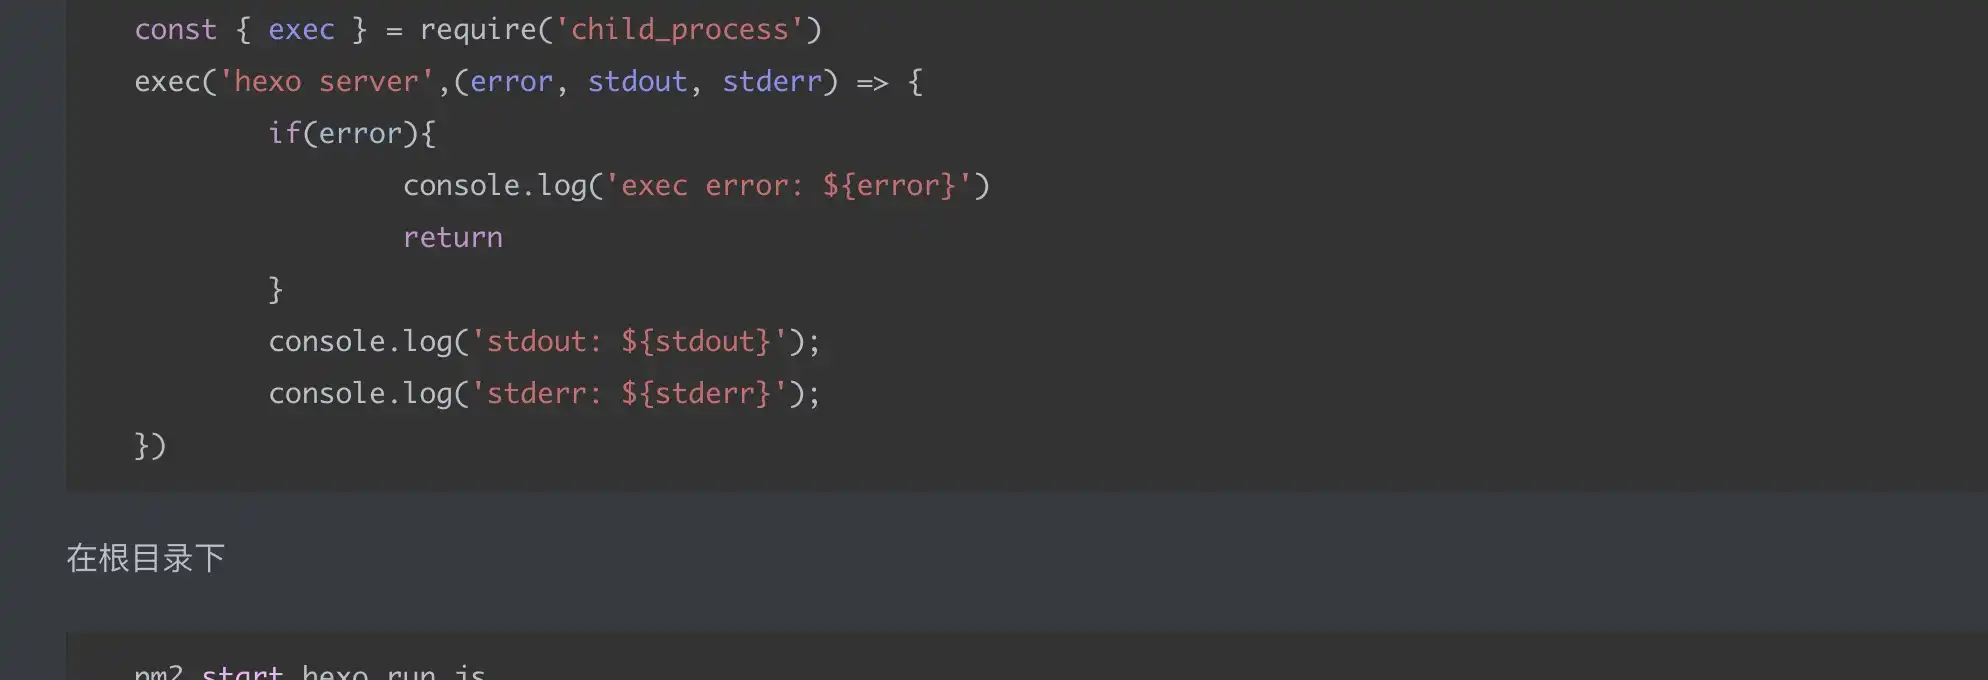 const { exec } = require('child_process')
exec('hexo server',(error, stdout, stderr) => {
        if(error){
                console.log('exec error: ${error}')
                return
        }
        console.log('stdout: ${stdout}');
        console.log('stderr: ${stderr}');
})
在根目录下
pm2 start hexo_run.js